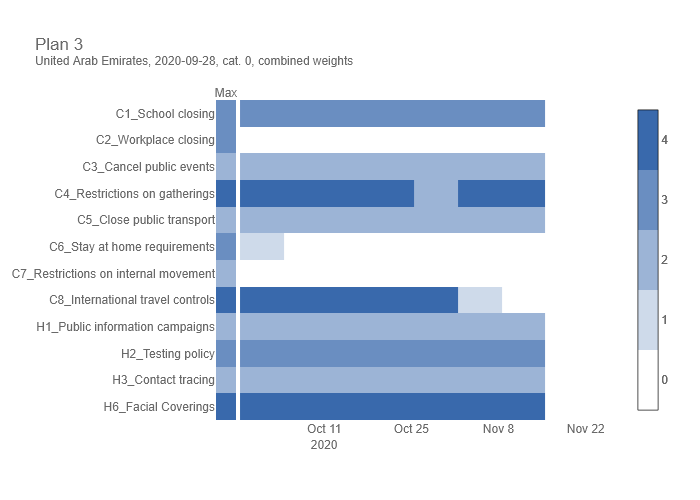 Plan 3
United Arab Emirates, 2020-09-28, cat. 0, combined weights
Max
C1_School closing
C2_Workplace closing
C3_Cancel public events
C4_Restrictions on gatherings
C5_Close public transport
C6_Stay at home requirements
C7_Restrictions on internal movement
C8_International travel controls
H1_Public information campaigns
H2_Testing policy
H3_Contact tracing
H6_Facial Coverings
Oct 11
2020
Oct 25
Nov 8
Nov 22
4
3
2
1
0